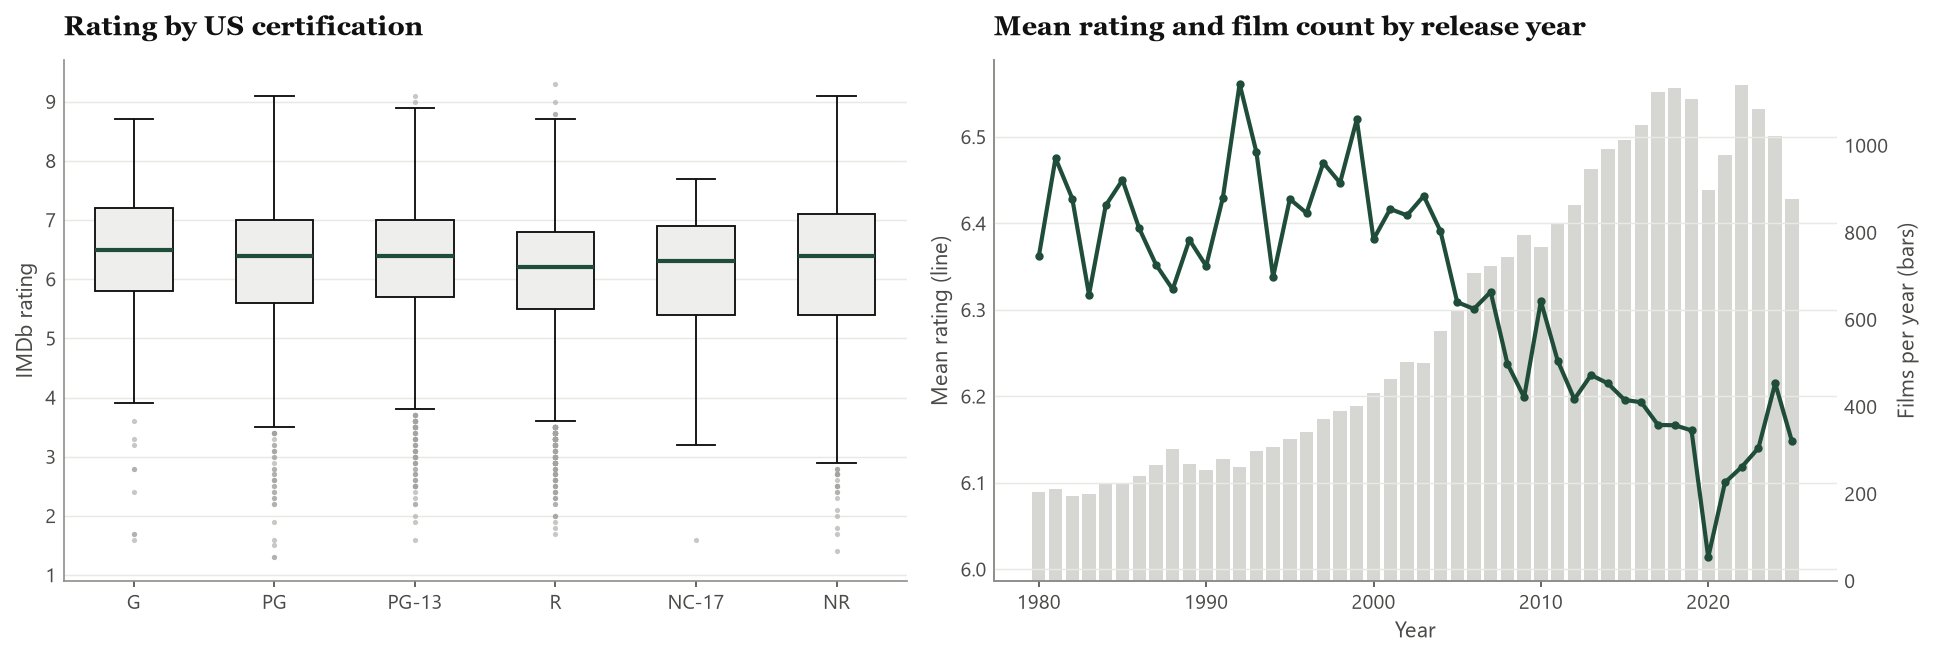 Rating by US certification
IMDb rating
9
8
7
6
5
4
3
2
1
G PG PG-13 R NC-17 NR
Mean rating and film count by release year
Mean rating (line)
6.5
6.4
6.3
6.2
6.1
6.0
1000
800
600
400
200
0
Films per year (bars)
1980 1990 2000 2010 2020
Year